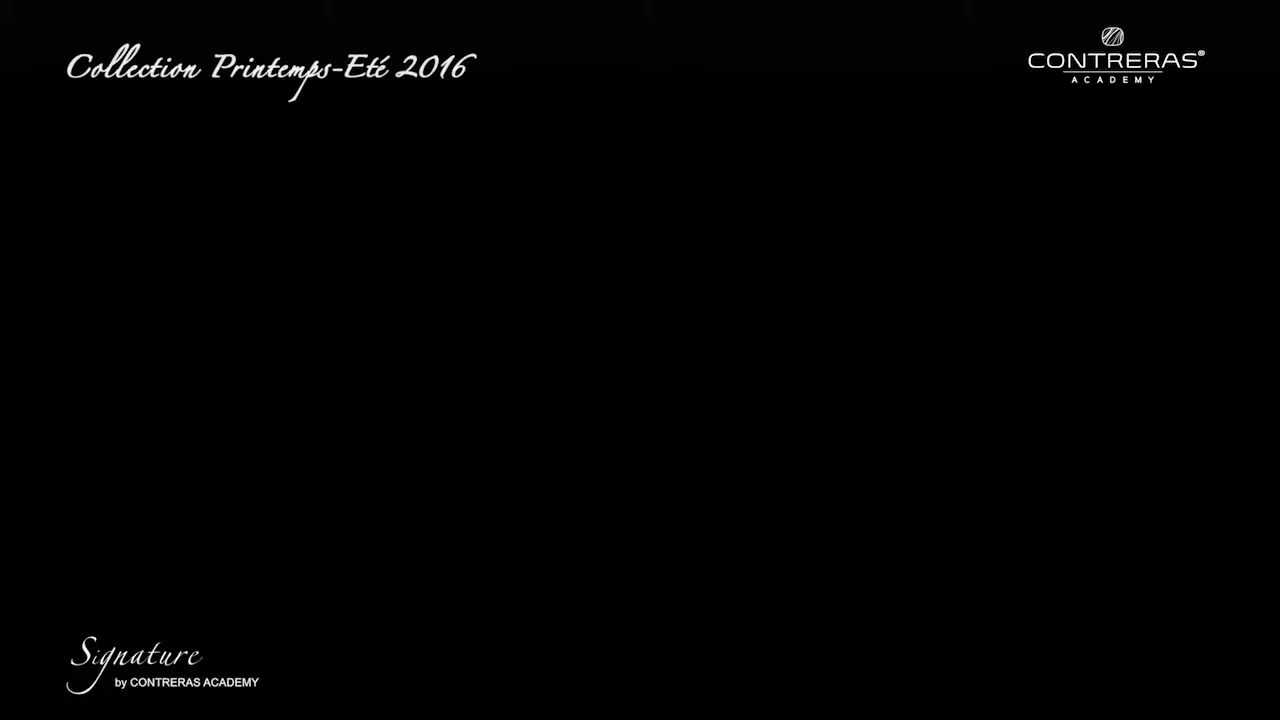 Collection Printemps-Eté 2016
CONTRERAS®
ACADEMY
Signature
by CONTRERAS ACADEMY